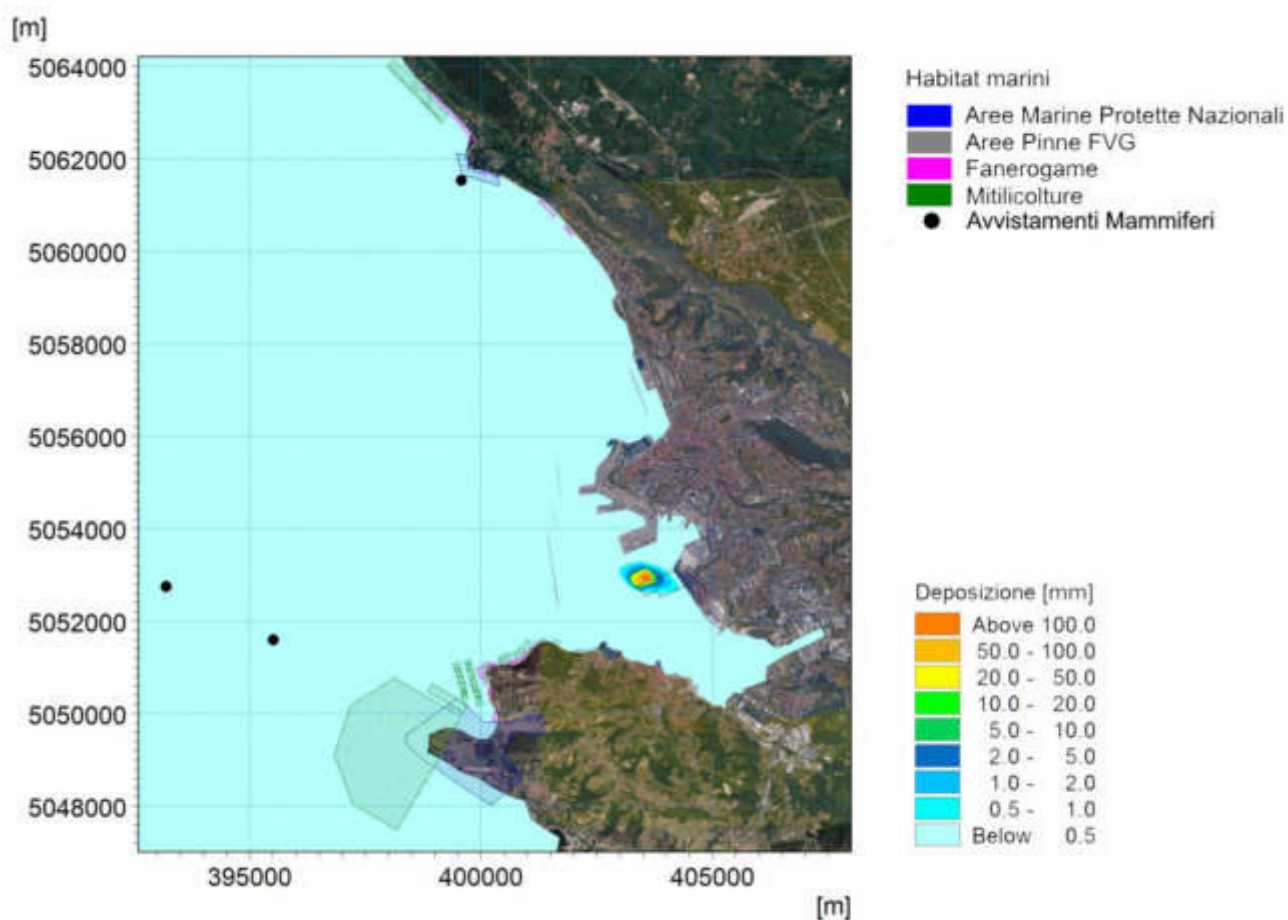 [m]
5064000
5062000
5060000
5058000
5056000
5054000
5052000
5050000
5048000
395000
400000
405000
[m]
Habitat marini
Aree Marine Protette Nazionali
Aree Pinne FVG
Fanerogame
Mitilicolture
Avvistamenti Mammiferi
Deposizione [mm]
Above 100.0
50.0 - 100.0
20.0 - 50.0
10.0 - 20.0
5.0 - 10.0
2.0 - 5.0
1.0 - 2.0
0.5 - 1.0
Below 0.5